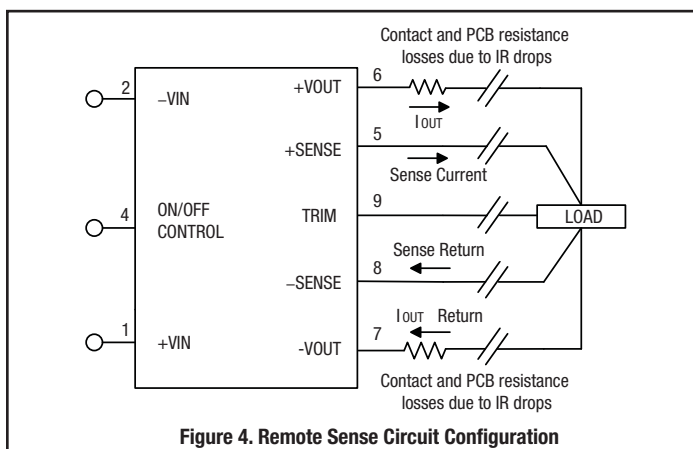 Contact and PCB resistance
losses due to IR drops
2
–VIN
+VOUT
6
IOUT
+SENSE
5
Sense Current
4
ON/OFF
CONTROL
TRIM
9
LOAD
Sense Return
–SENSE
8
IOUT Return
1
+VIN
-VOUT
7
Contact and PCB resistance
losses due to IR drops
Figure 4. Remote Sense Circuit Configuration